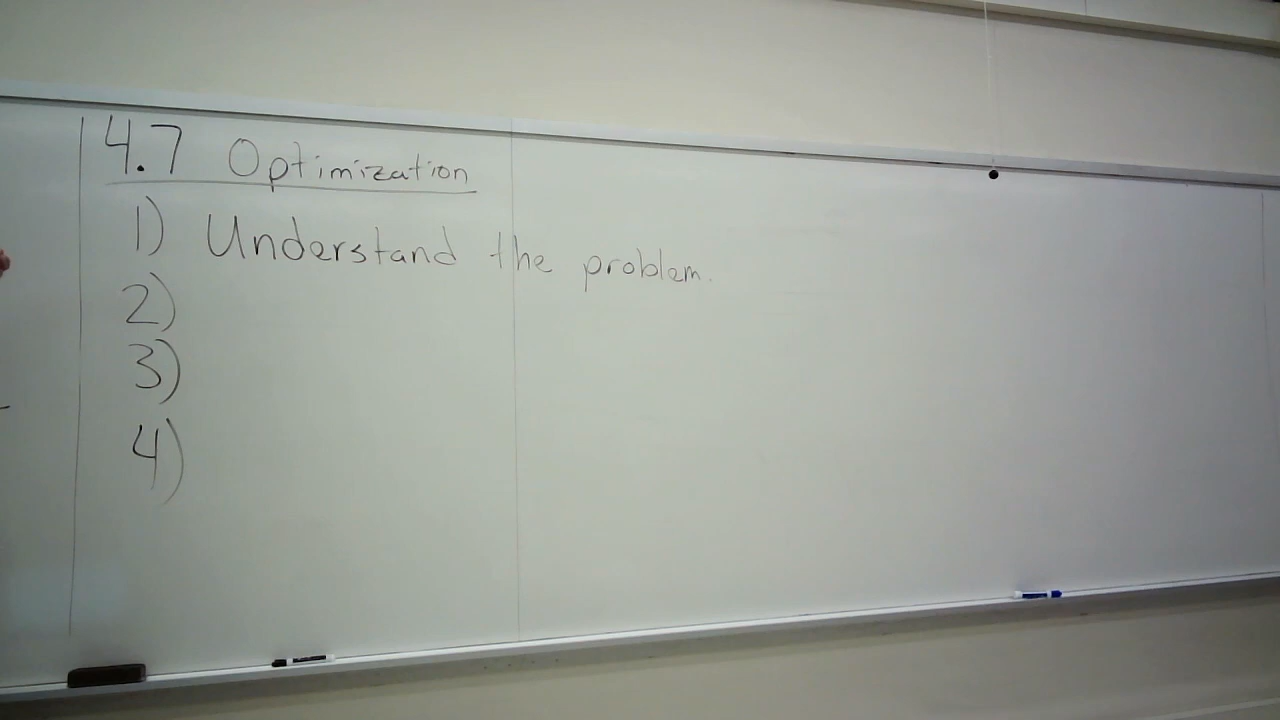 4.7 Optimization
1) Understand the problem.
2)
3)
4)